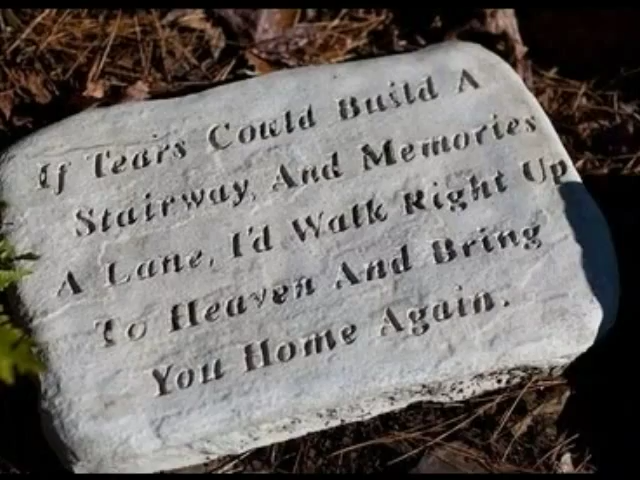 If Tears Could Build A
Stairway, And Memories
A Lane, I'd Walk Right Up
To Heaven And Bring
You Home Again.